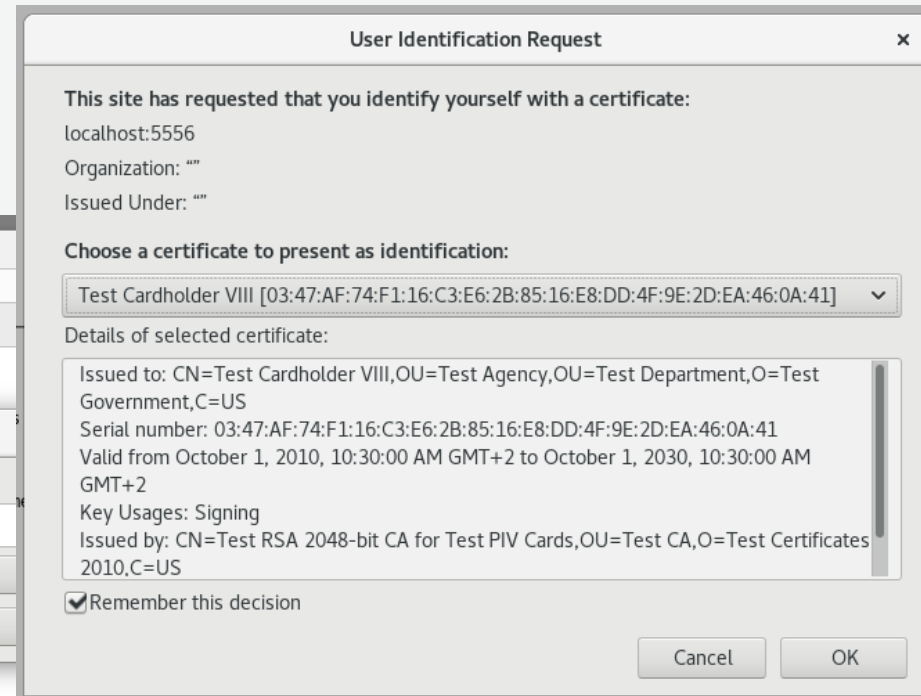 User Identification Request
This site has requested that you identify yourself with a certificate:
localhost:5556
Organization: “”
Issued Under: “”
Choose a certificate to present as identification:
Test Cardholder VIII [03:47:AF:74:F1:16:C3:E6:2B:85:16:E8:DD:4F:9E:2D:EA:46:0A:41]
Details of selected certificate:
Issued to: CN=Test Cardholder VIII,OU=Test Agency,OU=Test Department,O=Test
Government,C=US
Serial number: 03:47:AF:74:F1:16:C3:E6:2B:85:16:E8:DD:4F:9E:2D:EA:46:0A:41
Valid from October 1, 2010, 10:30:00 AM GMT+2 to October 1, 2030, 10:30:00 AM
GMT+2
Key Usages: Signing
Issued by: CN=Test RSA 2048-bit CA for Test PIV Cards,OU=Test CA,O=Test Certificates
2010,C=US
Remember this decision
Cancel
OK